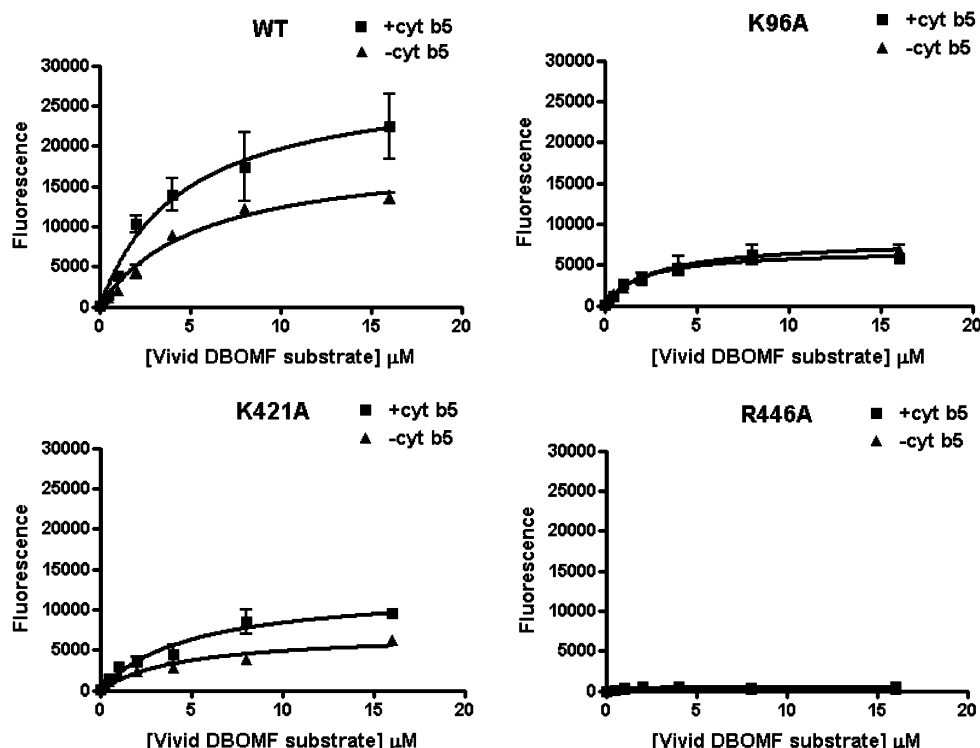 WT
+cyt b5
-cyt b5
30000
25000
20000
15000
10000
5000
0
Fluorescence
0 5 10 15 20
[Vivid DBOMF substrate] µM
K96A
+cyt b5
-cyt b5
30000
25000
20000
15000
10000
5000
0
Fluorescence
0 5 10 15 20
[Vivid DBOMF substrate] µM
K421A
+cyt b5
-cyt b5
30000
25000
20000
15000
10000
5000
0
Fluorescence
0 5 10 15 20
[Vivid DBOMF substrate] µM
R446A
+cyt b5
-cyt b5
30000
25000
20000
15000
10000
5000
0
Fluorescence
0 5 10 15 20
[Vivid DBOMF substrate] µM